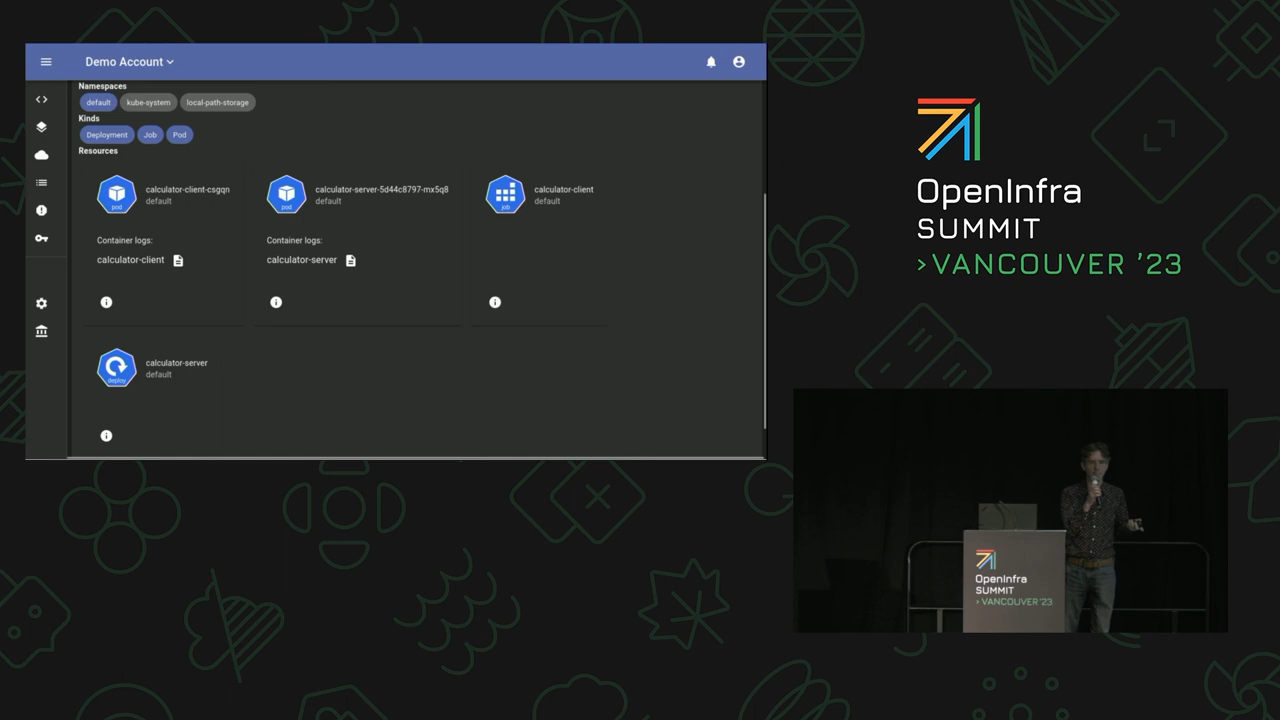 Demo Account
Namespaces
default kube-system local-path-storage
Kinds
Deployment Job Pod
Resources
calculator-client-csgqn
default
pod
Container logs:
calculator-client
calculator-server-5d44c8797-mx5q8
default
pod
Container logs:
calculator-server
calculator-client
default
job
calculator-server
default
deploy
OpenInfra
SUMMIT
>VANCOUVER '23
OpenInfra
SUMMIT
>VANCOUVER '23